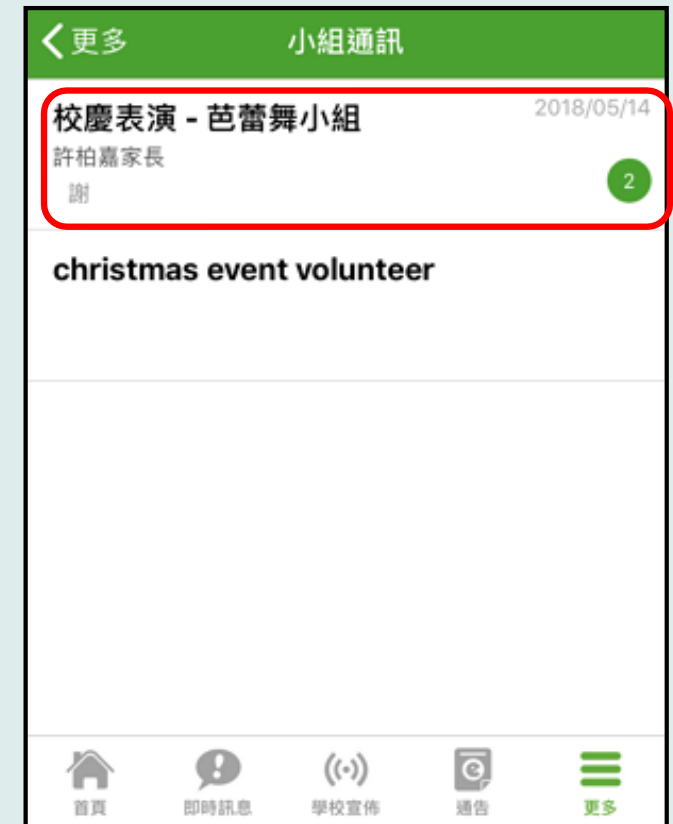 更多 小組通訊
校慶表演 - 芭蕾舞小組 2018/05/14
許柏嘉家長
謝 2
christmas event volunteer
首頁 即時訊息 學校宣佈 通告 更多